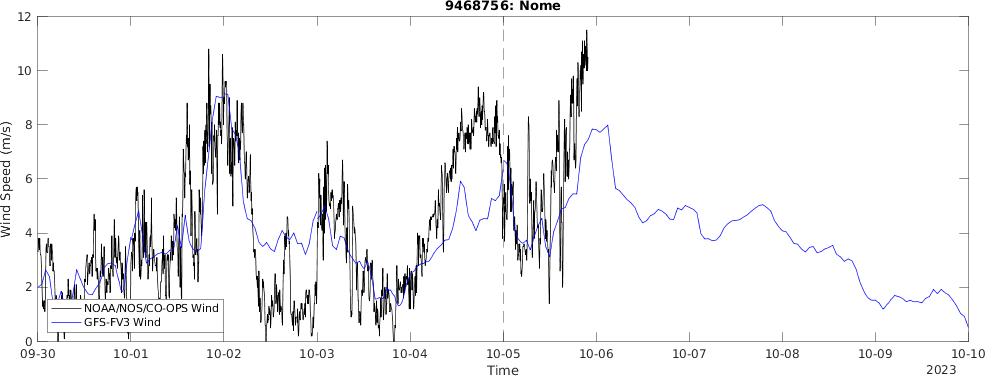 9468756: Nome
12
10
8
6
4
2
0
Wind Speed (m/s)
NOAA/NOS/CO-OPS Wind
GFS-FV3 Wind
09-30 10-01 10-02 10-03 10-04 10-05 10-06 10-07 10-08 10-09 10-10
Time
2023